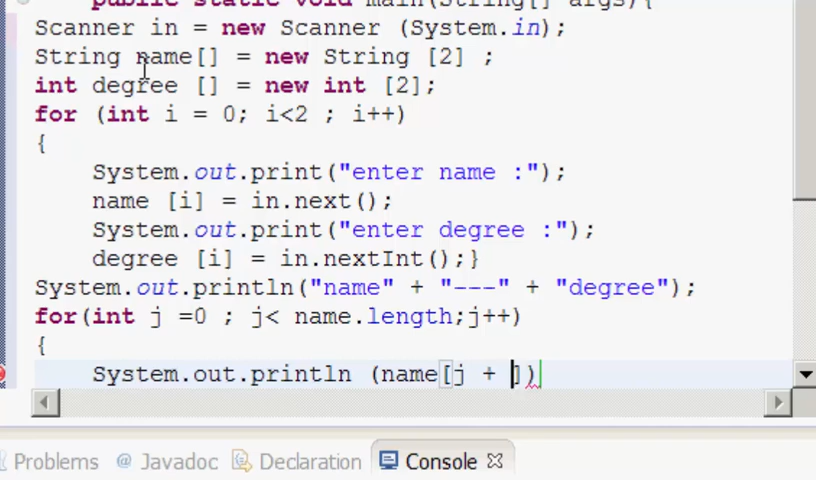 public static void main(String[] args){
Scanner in = new Scanner (System.in);
String name[] = new String [2] ;
int degree [] = new int [2];
for (int i = 0; i<2 ; i++)
{
System.out.print("enter name :");
name [i] = in.next();
System.out.print("enter degree :");
degree [i] = in.nextInt();}
System.out.println("name" + "---" + "degree");
for(int j =0 ; j< name.length;j++)
{
System.out.println (name[j + ])
Problems @ Javadoc Declaration Console